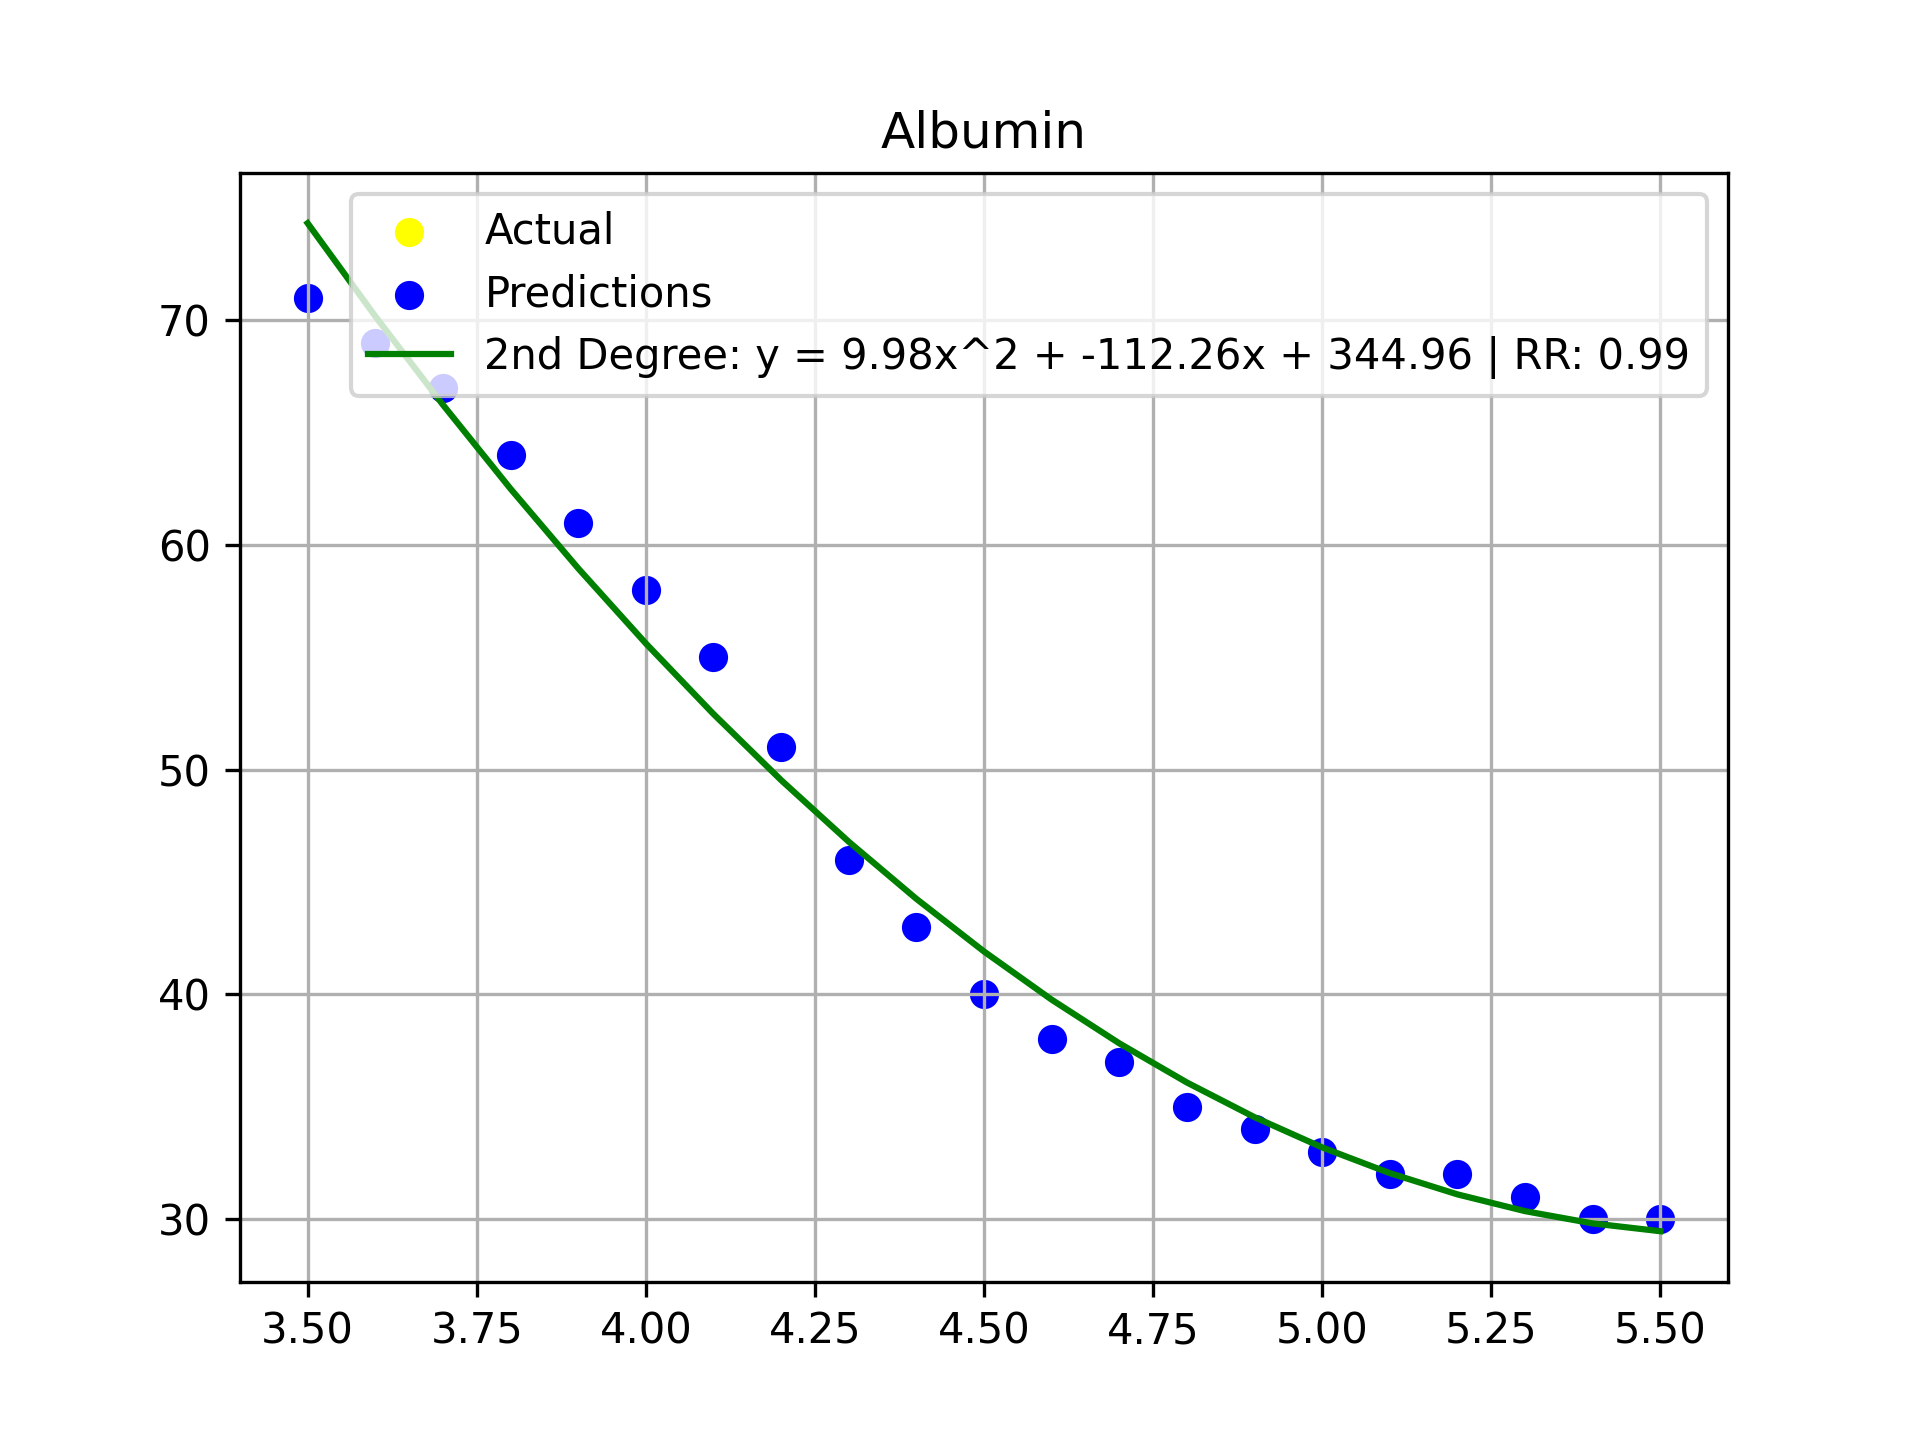 Albumin
Actual
Predictions
2nd Degree: y = 9.98x^2 + -112.26x + 344.96 | RR: 0.99
70
60
50
40
30
3.50 3.75 4.00 4.25 4.50 4.75 5.00 5.25 5.50